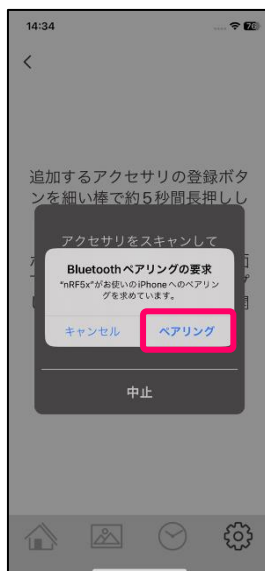 14:34
追加するアクセサリの登録ボタ
ンを細い棒で約5秒間長押しし
アクセサリをスキャンして
Bluetoothペアリングの要求
"nRF5x"がお使いのiPhoneへのペアリン
グを求めています。
キャンセル
ペアリング
中止